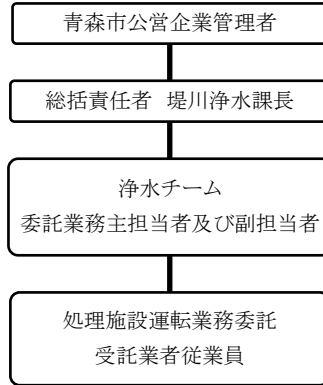 青森市公営企業管理者
総括責任者 堤川浄水課長
浄水チーム
委託業務主担当者及び副担当者
処理施設運転業務委託
受託業者従業員